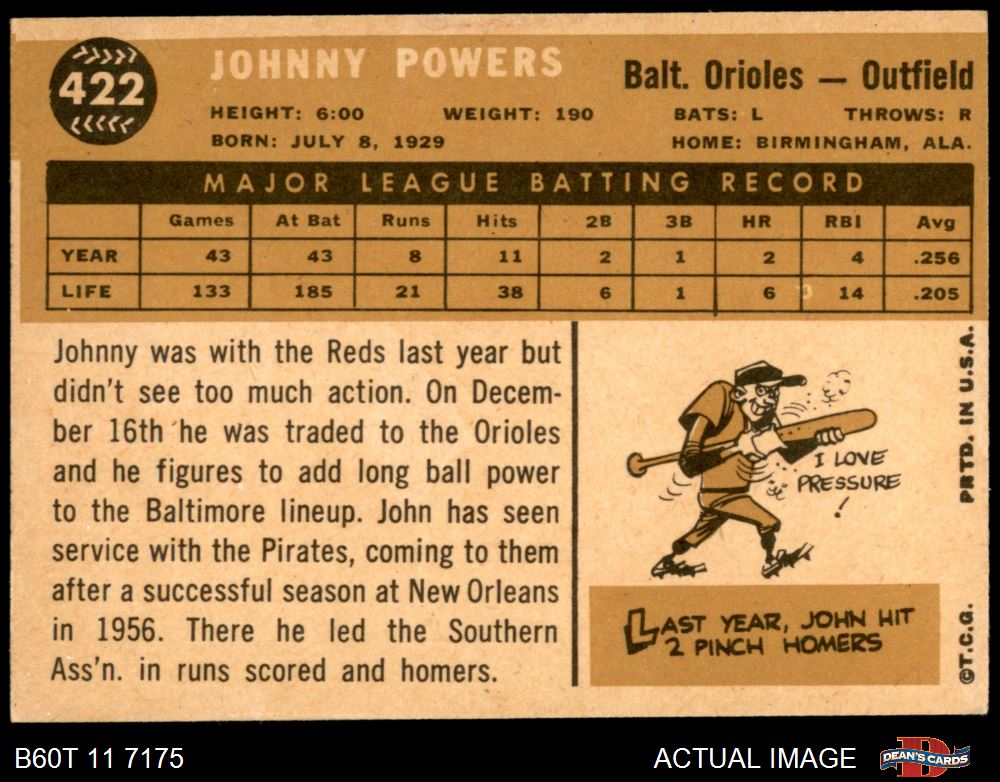 422
JOHNNY POWERS
Balt. Orioles — Outfield
HEIGHT: 6:00 WEIGHT: 190 BATS: L THROWS: R
BORN: JULY 8, 1929 HOME: BIRMINGHAM, ALA.
MAJOR LEAGUE BATTING RECORD
Games At Bat Runs Hits 2B 3B HR RBI Avg
YEAR 43 43 8 11 2 1 2 4 .256
LIFE 133 185 21 38 6 1 6 14 .205
Johnny was with the Reds last year but
didn't see too much action. On Decem-
ber 16th he was traded to the Orioles
and he figures to add long ball power
to the Baltimore lineup. John has seen
service with the Pirates, coming to them
after a successful season at New Orleans
in 1956. There he led the Southern
Ass'n. in runs scored and homers.
I LOVE
PRESSURE
!
LAST YEAR, JOHN HIT
2 PINCH HOMERS
PRTD. IN U.S.A.
©T.C.G.
B60T 11 7175
ACTUAL IMAGE
DEAN'S CARDS